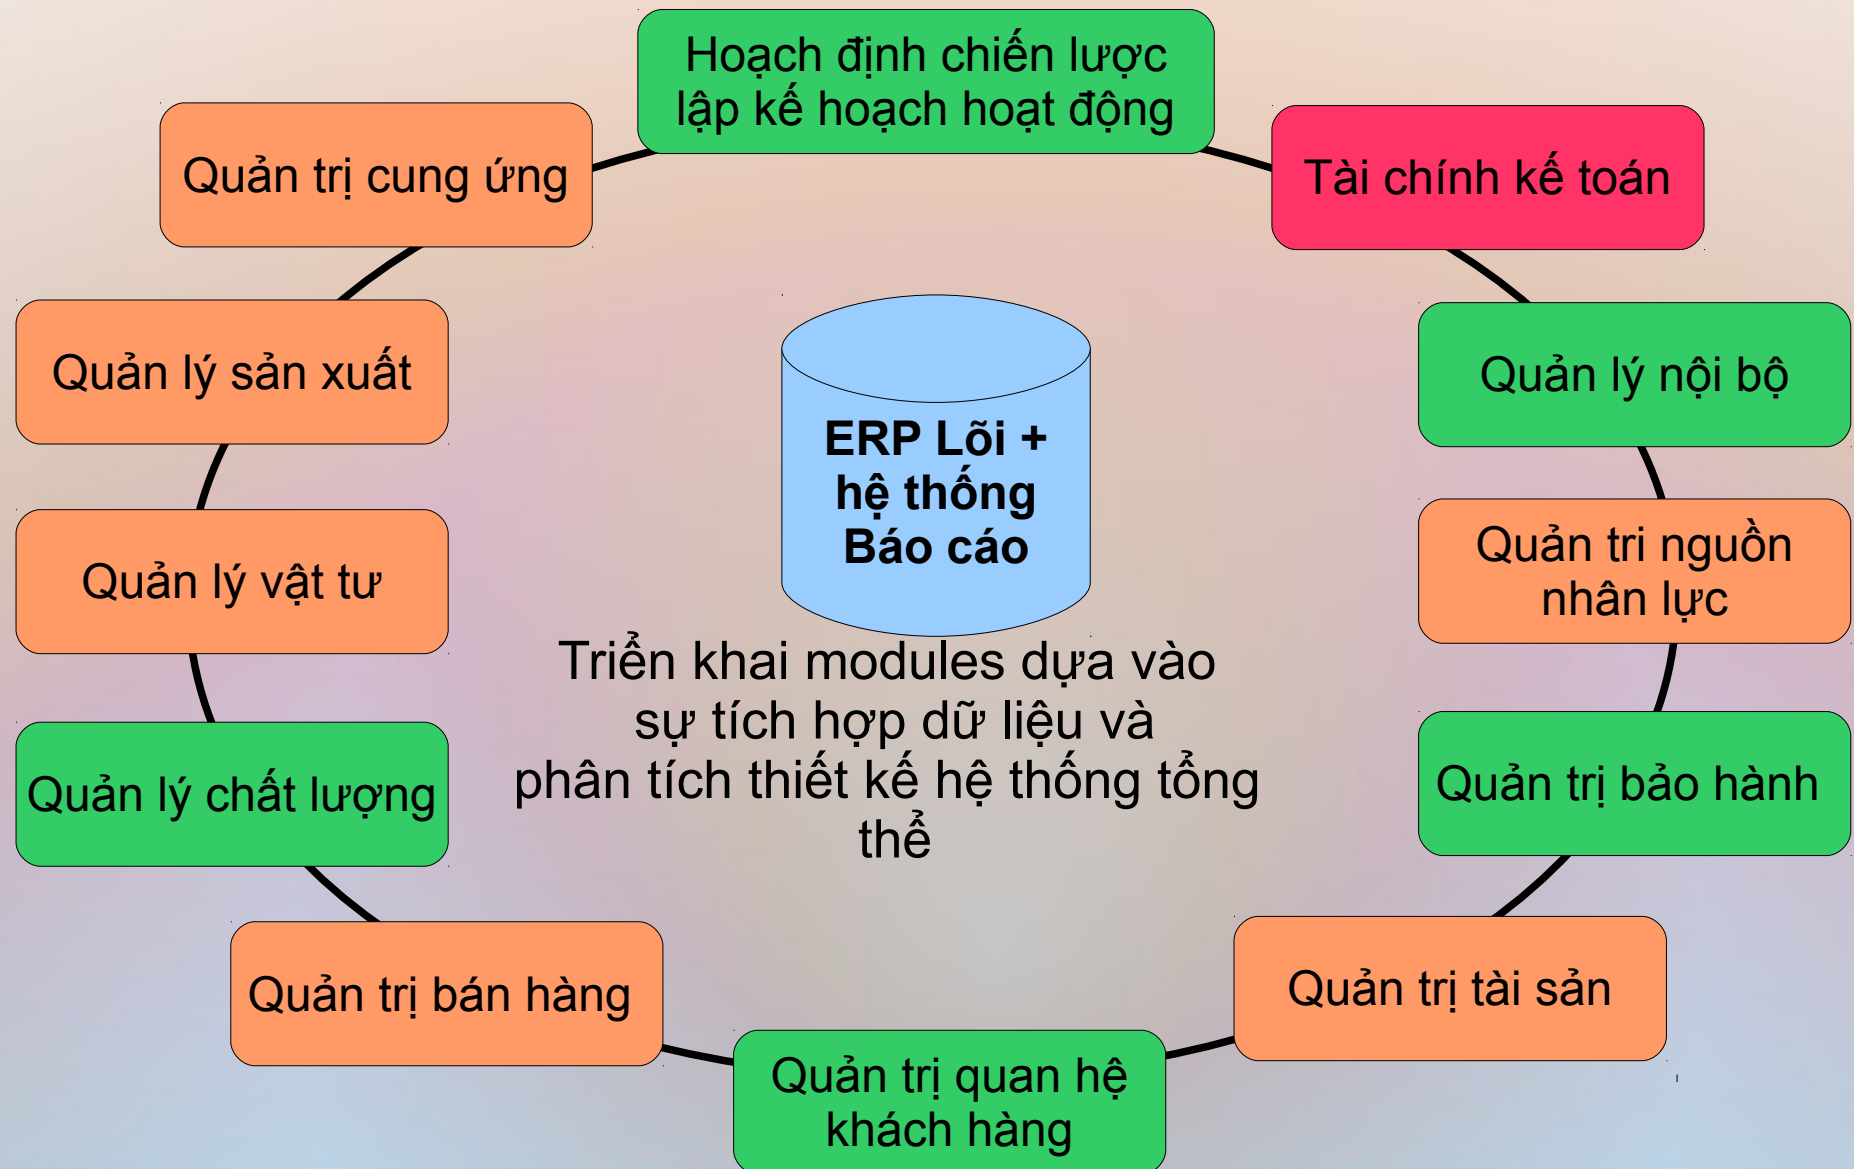 Hoạch định chiến lược
lập kế hoạch hoạt động
Quản trị cung ứng
Tài chính kế toán
Quản lý sản xuất
Quản lý nội bộ
ERP Lõi +
hệ thống
Báo cáo
Quản lý vật tư
Quản tri nguồn
nhân lực
Triển khai modules dựa vào
sự tích hợp dữ liệu và
phân tích thiết kế hệ thống tổng
thể
Quản lý chất lượng
Quản trị bảo hành
Quản trị bán hàng
Quản trị tài sản
Quản trị quan hệ
khách hàng